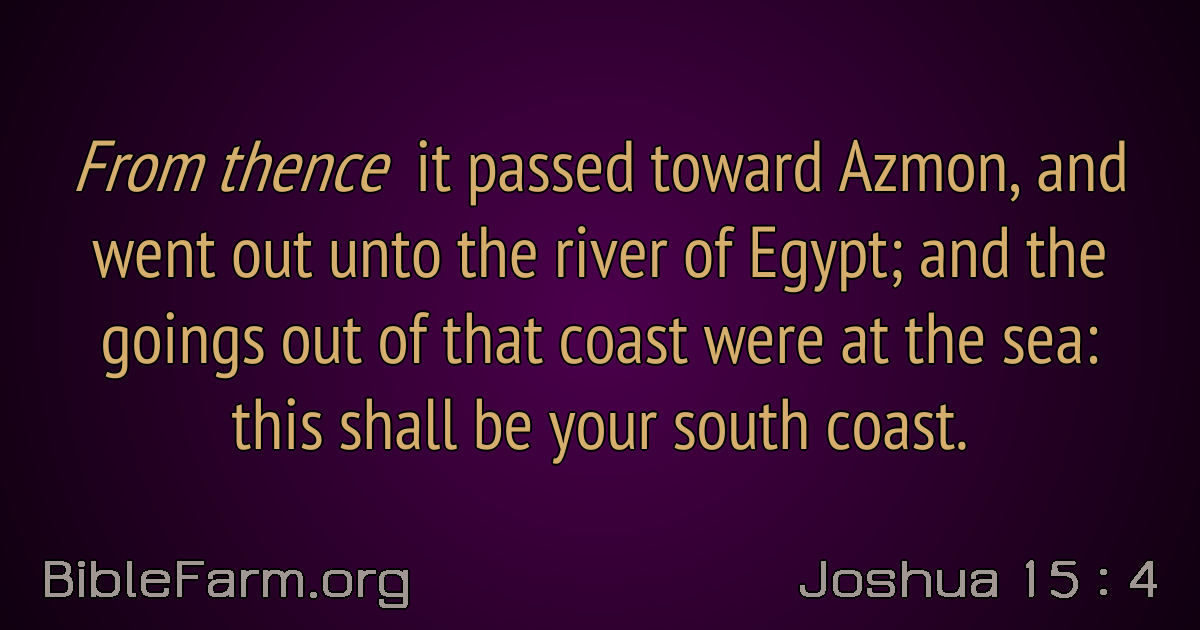 From thence it passed toward Azmon, and
went out unto the river of Egypt; and the
goings out of that coast were at the sea:
this shall be your south coast.
BibleFarm.org
Joshua 15 : 4